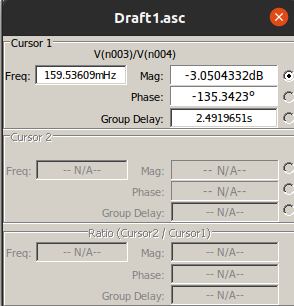 Draft1.asc
Cursor 1
V(n003)/V(n004)
Freq: 159.53609mHz Mag: -3.0504332dB
Phase: -135.3423º
Group Delay: 2.4919651s
Cursor 2
Freq: -- N/A-- Mag: -- N/A--
Phase: -- N/A--
Group Delay: -- N/A--
Ratio (Cursor2 / Cursor1)
Freq: -- N/A-- Mag: -- N/A--
Phase: -- N/A--
Group Delay: -- N/A--